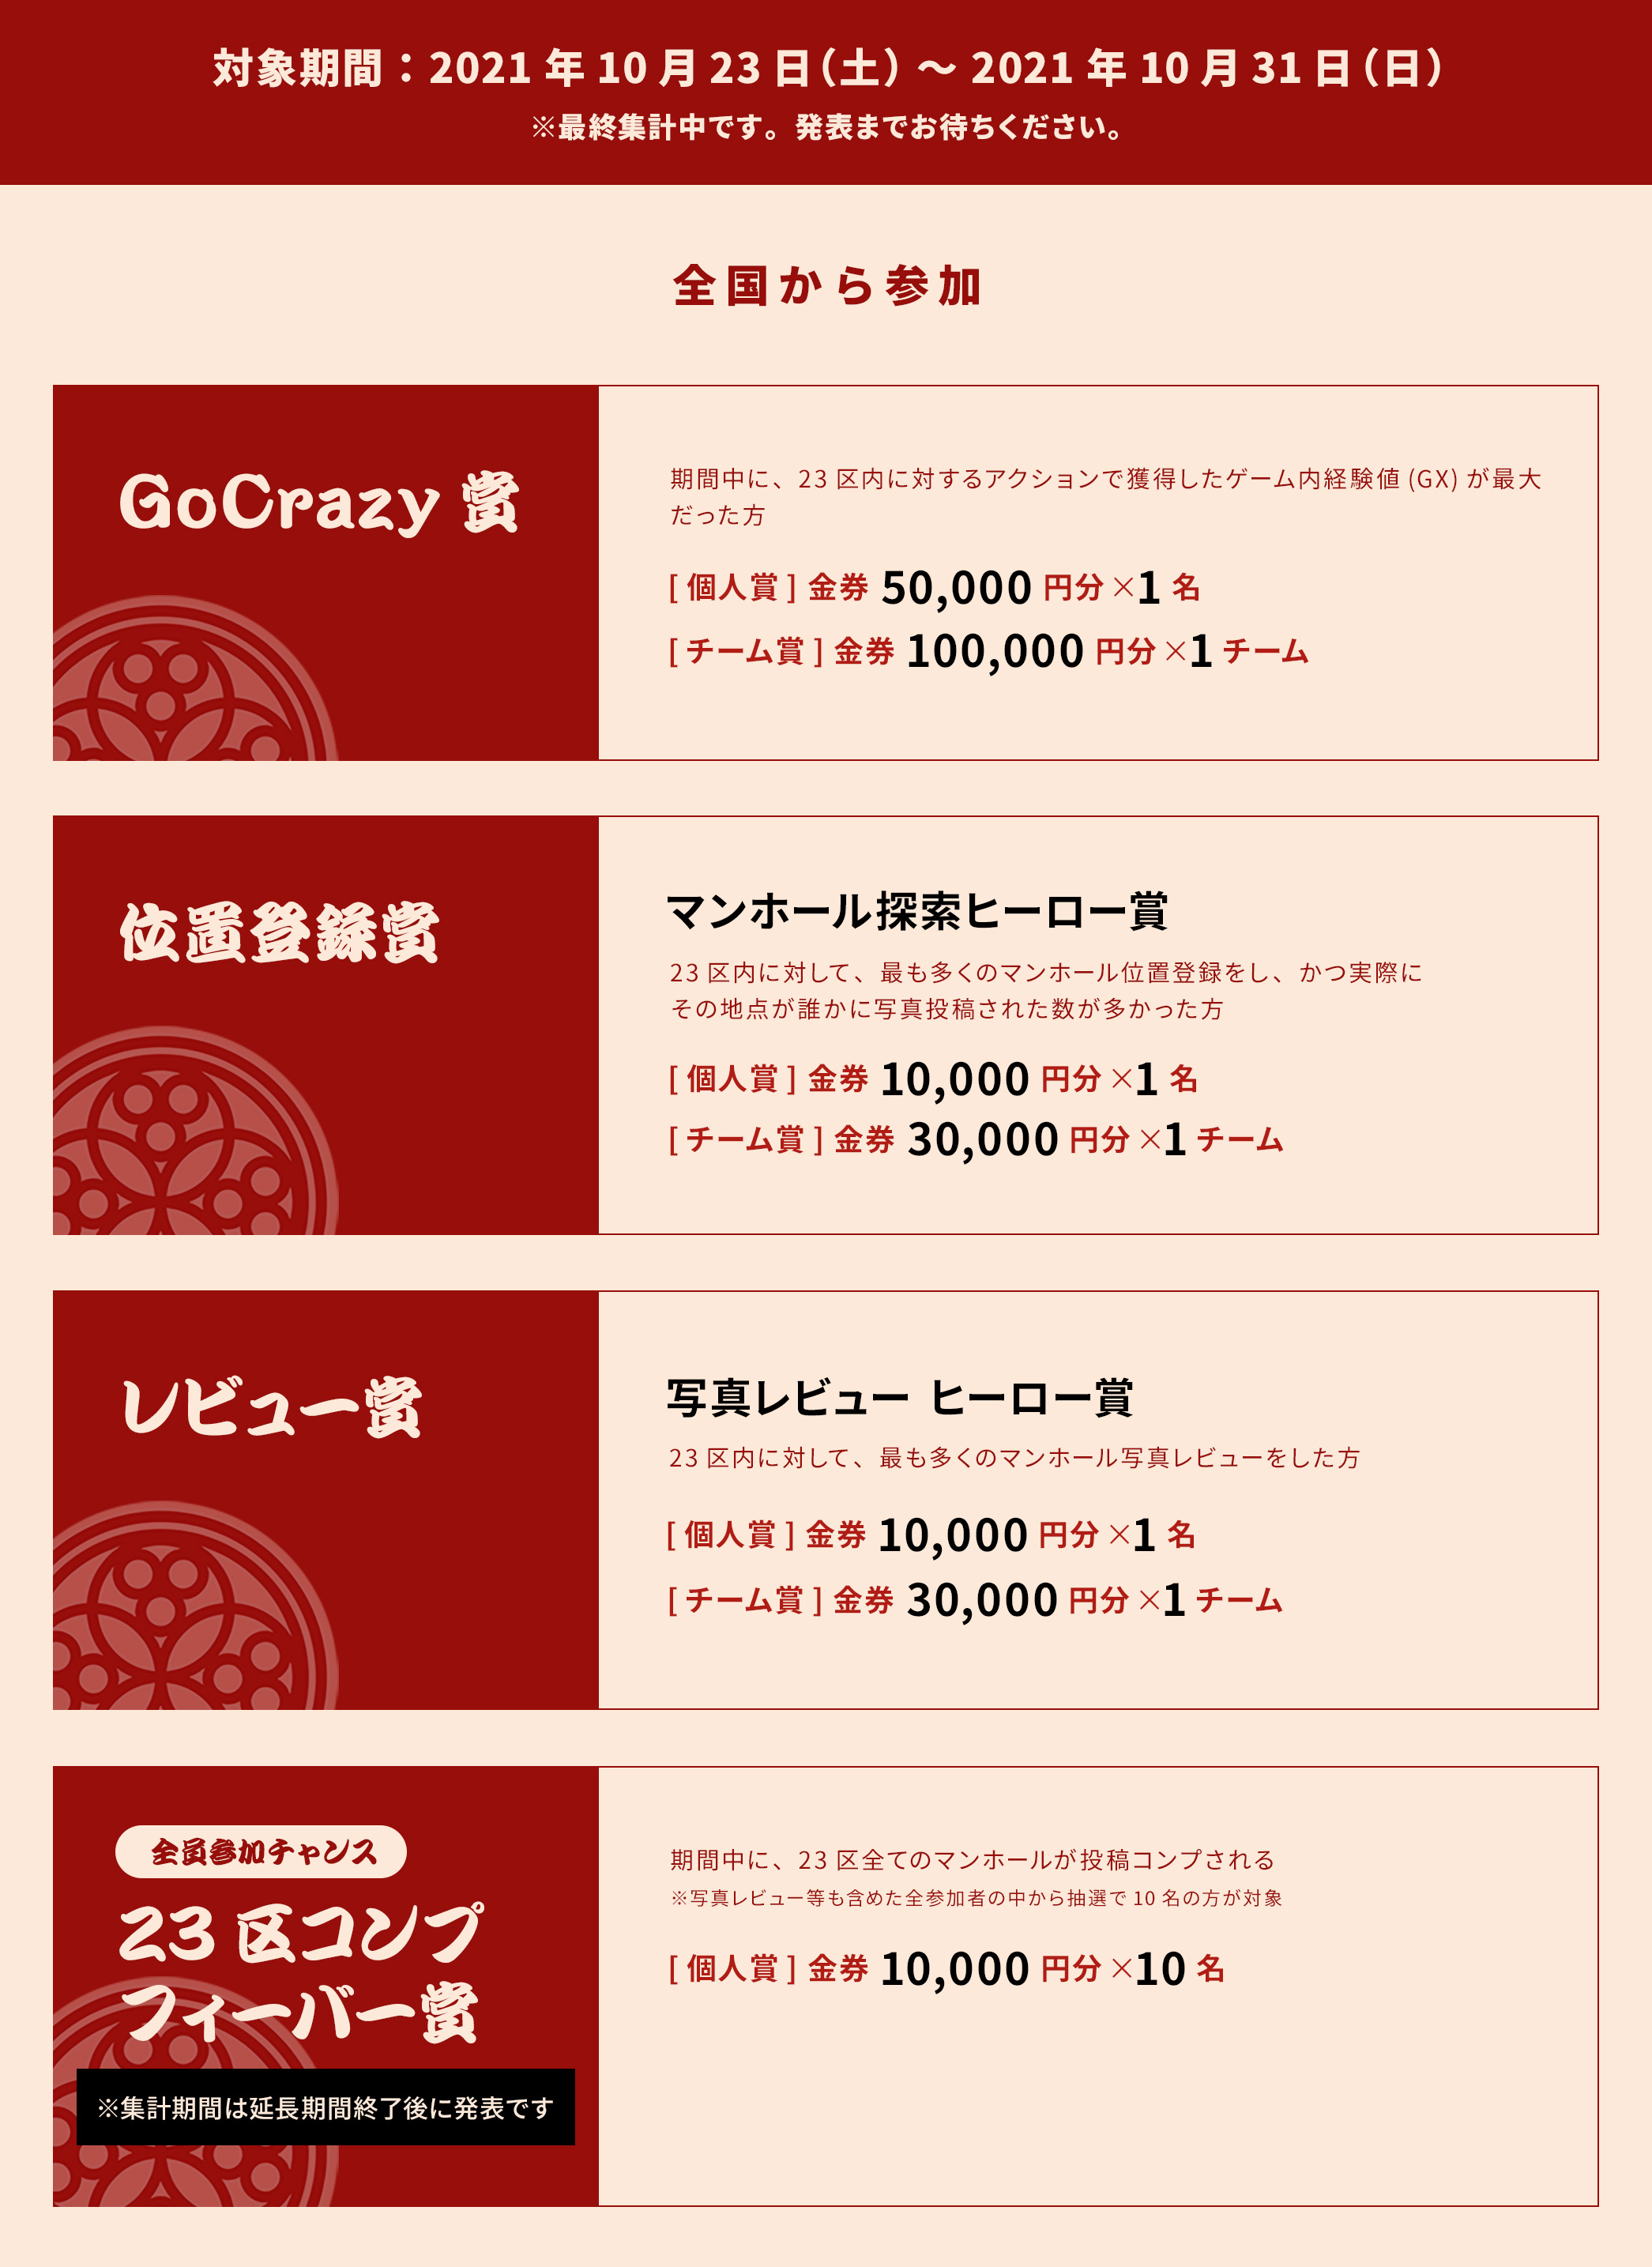 対象期間：2021 年 10 月 23 日（土）～ 2021 年 10 月 31 日（日）
※最終集計中です。発表までお待ちください。
全国から参加
GoCrazy 賞
期間中に、23 区内に対するアクションで獲得したゲーム内経験値 (GX) が最大
だった方
[ 個人賞 ] 金券 50,000 円分 ×1 名
[ チーム賞 ] 金券 100,000 円分 ×1 チーム
位置登録賞
マンホール探索ヒーロー賞
23 区内に対して、最も多くのマンホール位置登録をし、かつ実際に
その地点が誰かに写真投稿された数が多かった方
[ 個人賞 ] 金券 10,000 円分 ×1 名
[ チーム賞 ] 金券 30,000 円分 ×1 チーム
レビュー賞
写真レビュー ヒーロー賞
23 区内に対して、最も多くのマンホール写真レビューをした方
[ 個人賞 ] 金券 10,000 円分 ×1 名
[ チーム賞 ] 金券 30,000 円分 ×1 チーム
全員参加チャンス
23 区コンプ
フィーバー賞
※集計期間は延長期間終了後に発表です
期間中に、23 区全てのマンホールが投稿コンプされる
※写真レビュー等も含めた全参加者の中から抽選で 10 名の方が対象
[ 個人賞 ] 金券 10,000 円分 ×10 名